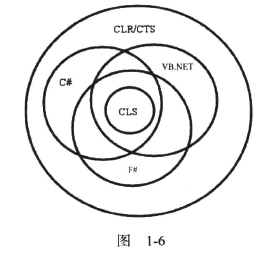 CLR/CTS
C#
VB.NET
CLS
F#
图 1-6